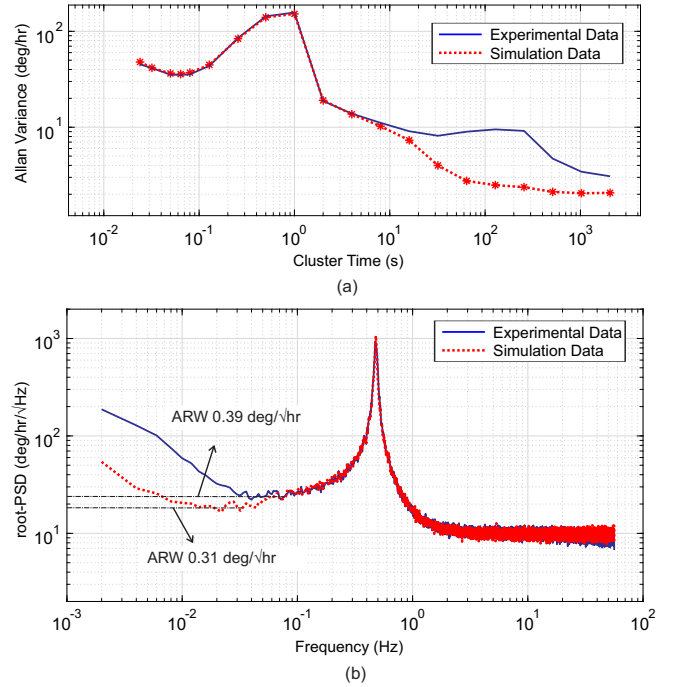 Allan Variance (deg/hr)
10^2
10^1
10^-2
10^-1
10^0
10^1
10^2
10^3
Cluster Time (s)
Experimental Data
Simulation Data
(a)
root-PSD (deg/hr/√Hz)
10^3
10^2
10^1
10^-3
10^-2
10^-1
10^0
10^1
10^2
Frequency (Hz)
Experimental Data
Simulation Data
ARW 0.39 deg/√hr
ARW 0.31 deg/√hr
(b)